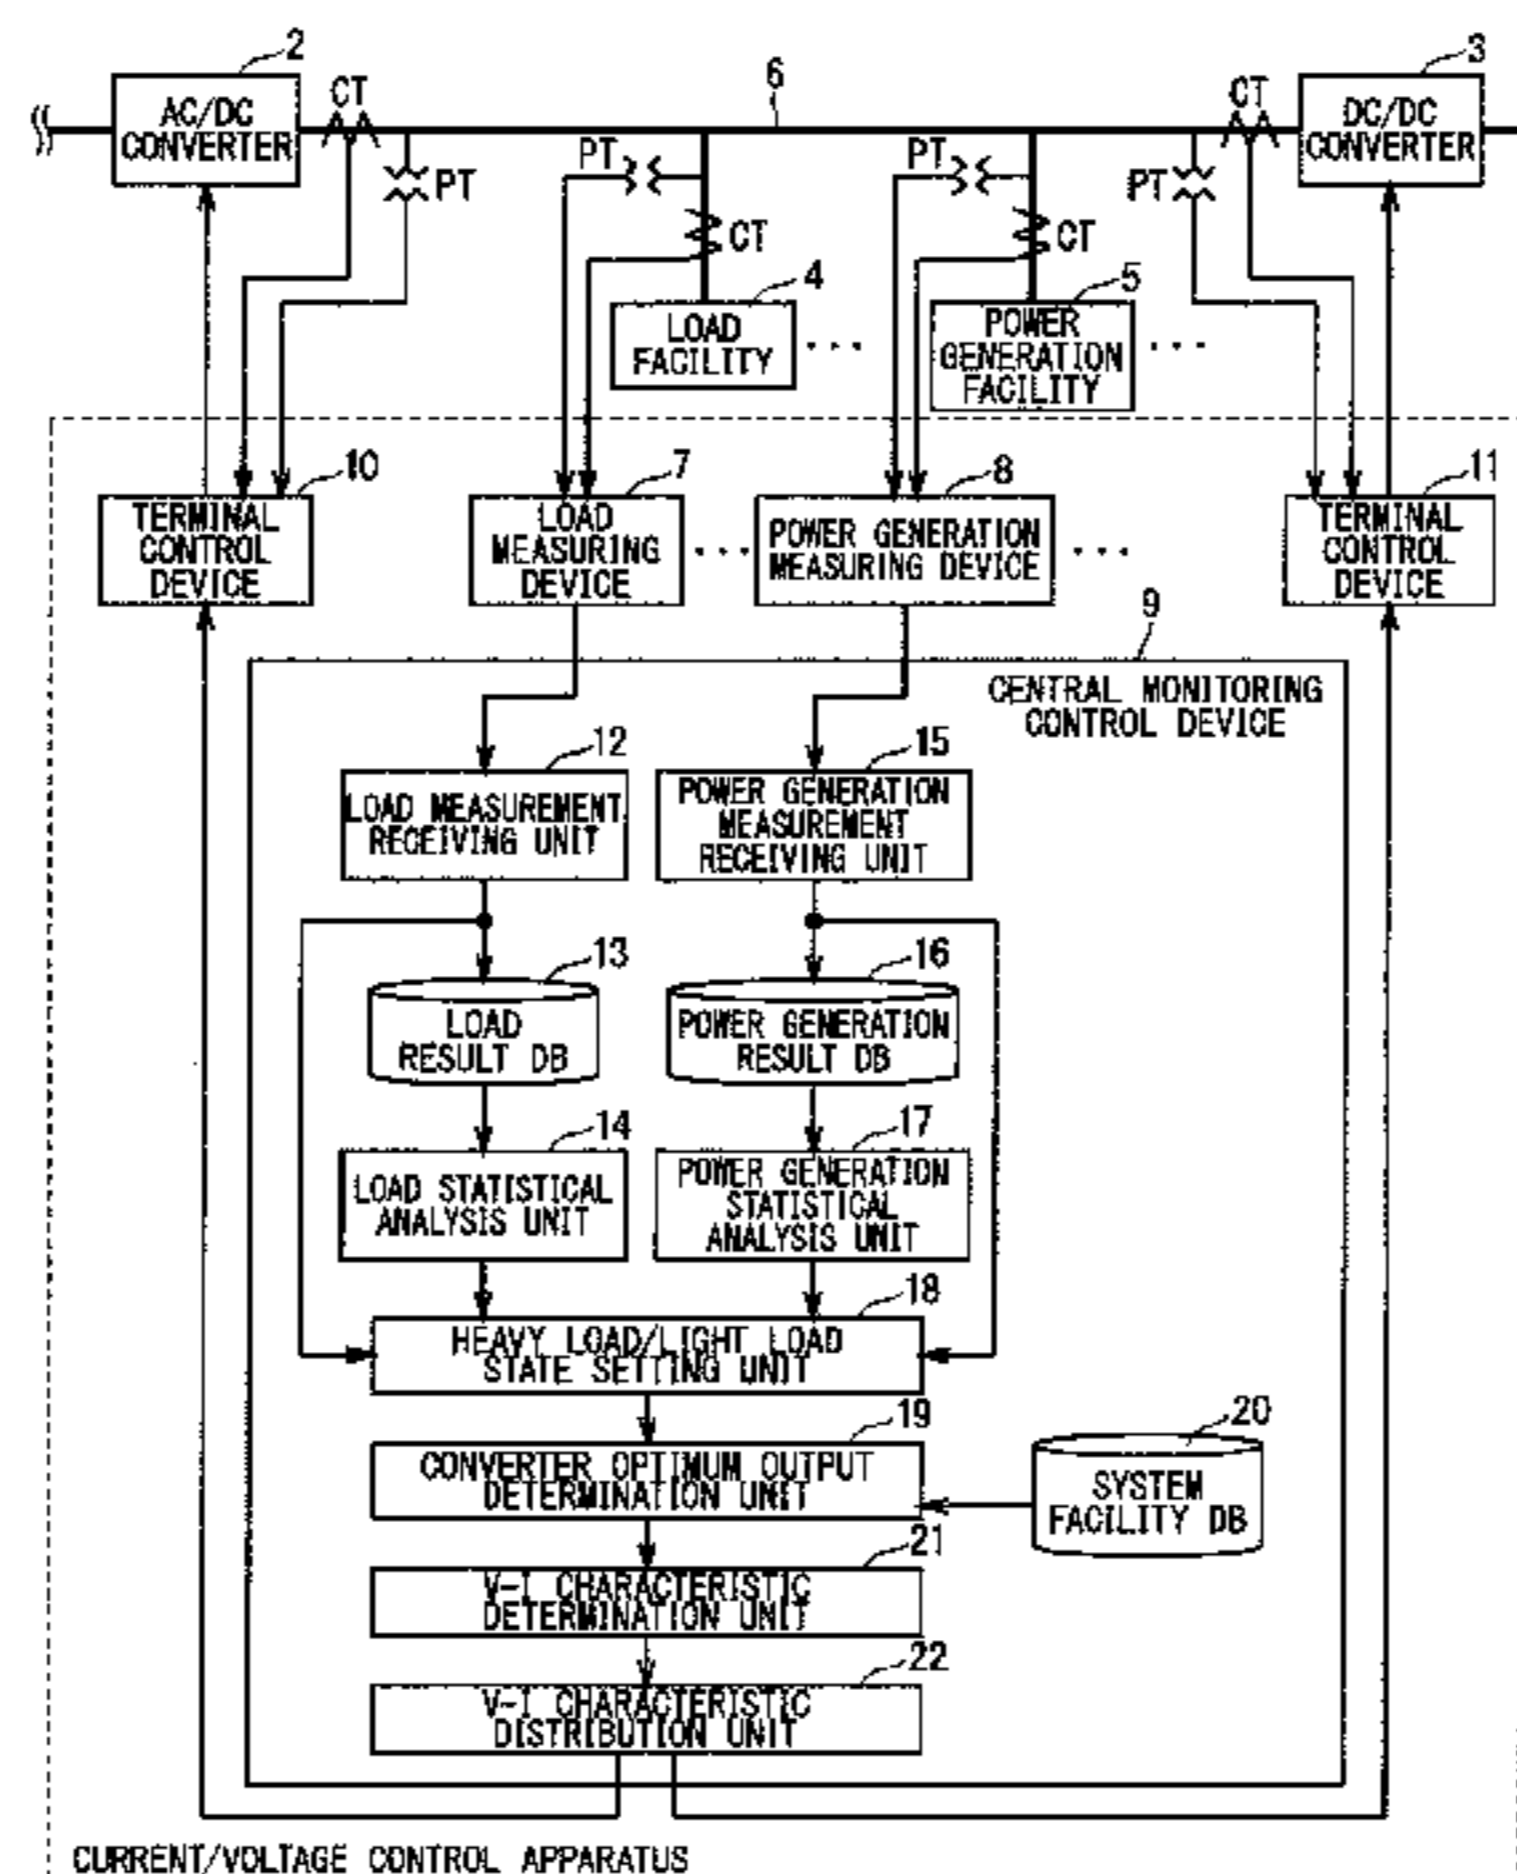 2
3
6
AC/DC
CONVERTER
CT
CT
DC/DC
CONVERTER
PT
PT
PT
PT
CT
CT
4
5
LOAD
FACILITY
...
POWER
GENERATION
FACILITY
...
10
7
8
11
TERMINAL
CONTROL
DEVICE
LOAD
MEASURING
DEVICE
...
POWER GENERATION
MEASURING DEVICE
...
TERMINAL
CONTROL
DEVICE
9
CENTRAL MONITORING
CONTROL DEVICE
12
15
LOAD MEASUREMENT
RECEIVING UNIT
POWER GENERATION
MEASUREMENT
RECEIVING UNIT
13
16
LOAD
RESULT DB
POWER GENERATION
RESULT DB
14
17
LOAD STATISTICAL
ANALYSIS UNIT
POWER GENERATION
STATISTICAL
ANALYSIS UNIT
18
HEAVY LOAD/LIGHT LOAD
STATE SETTING UNIT
19
20
CONVERTER OPTIMUM OUTPUT
DETERMINATION UNIT
SYSTEM
FACILITY DB
21
V-I CHARACTERISTIC
DETERMINATION UNIT
22
V-I CHARACTERISTIC
DISTRIBUTION UNIT
CURRENT/VOLTAGE CONTROL APPARATUS